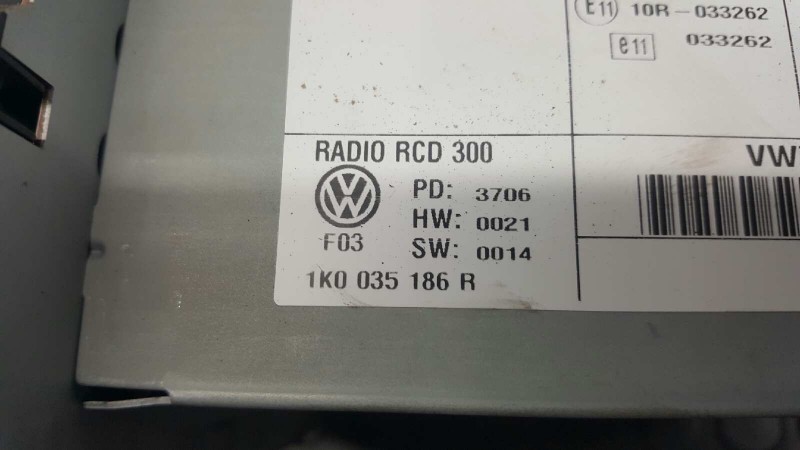 E11 10R-033262
e11 033262
RADIO RCD 300
VW
PD: 3706
HW: 0021
F03 SW: 0014
1K0 035 186 R